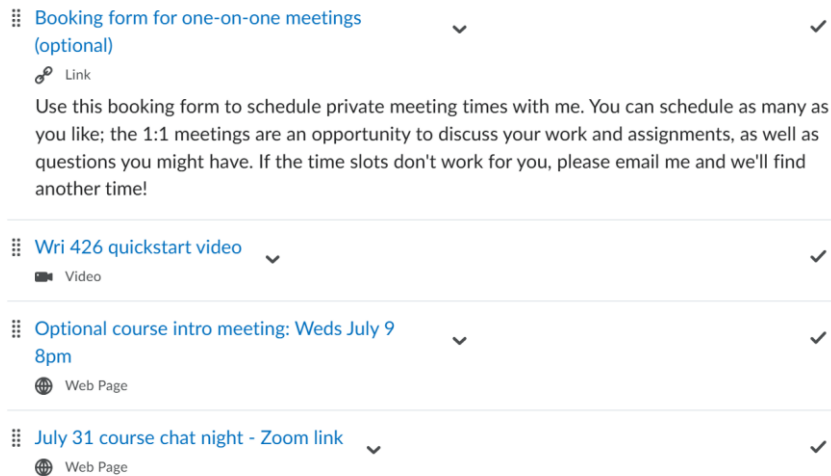 Booking form for one-on-one meetings
(optional)
Link
Use this booking form to schedule private meeting times with me. You can schedule as many as
you like; the 1:1 meetings are an opportunity to discuss your work and assignments, as well as
questions you might have. If the time slots don't work for you, please email me and we'll find
another time!
Wri 426 quickstart video
Video
Optional course intro meeting: Weds July 9
8pm
Web Page
July 31 course chat night - Zoom link
Web Page